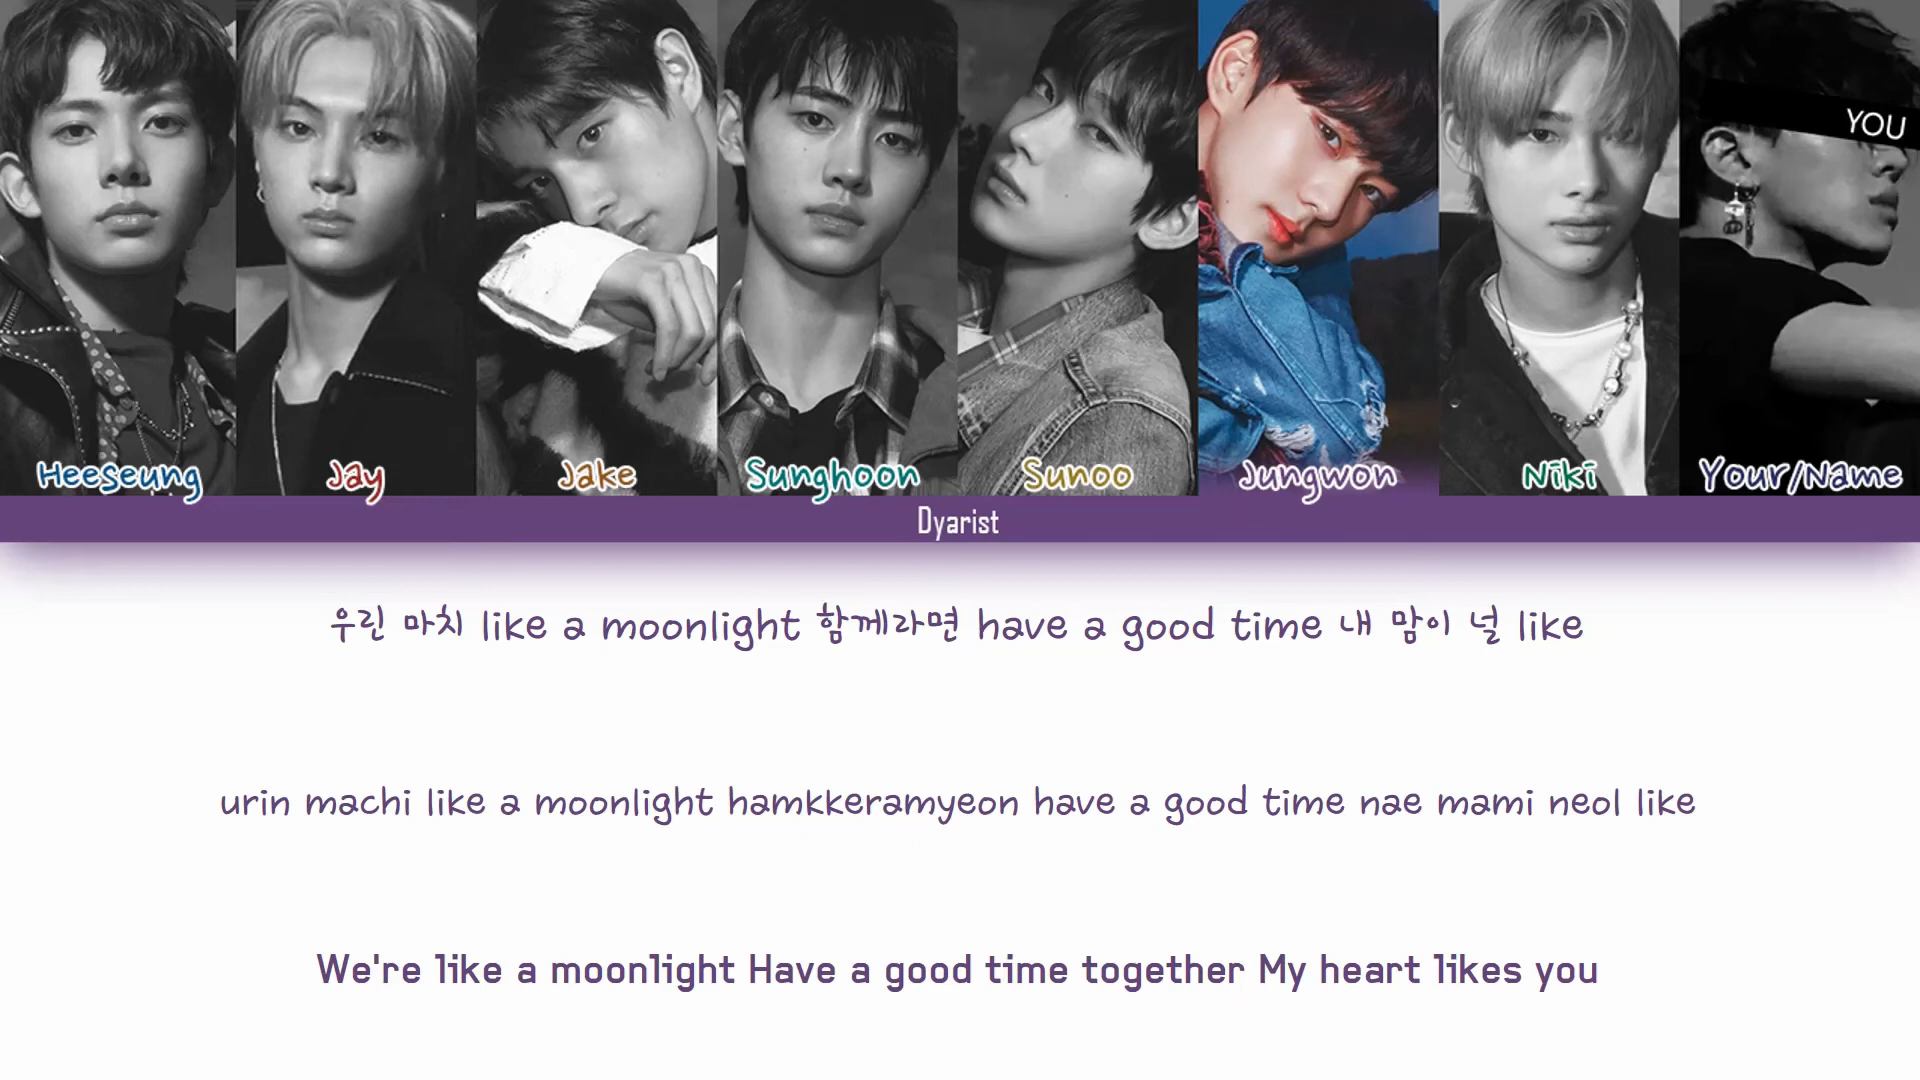 YOU
Heeseung Jay Jake Sunghoon Sunoo Jungwon Niki Your/Name
Dyarist
우린 마치 like a moonlight 함께라면 have a good time 내 맘이 널 like
urin machi like a moonlight hamkkeramyeon have a good time nae mami neol like
We're like a moonlight Have a good time together My heart likes you